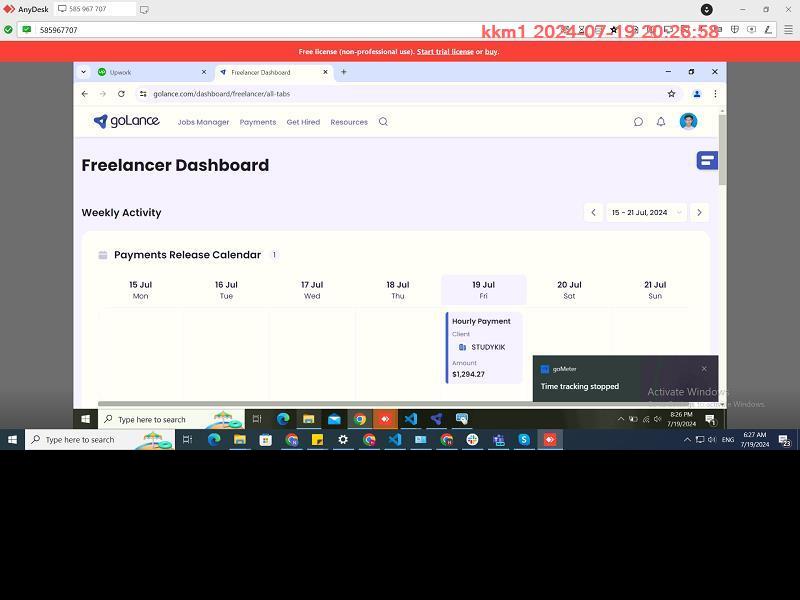 AnyDesk
585 967 707
585967707
kkm1 2024-07-19 20:26:58
Free license (non-professional use). Start trial license or buy.
Upwork
Freelancer Dashboard
golance.com/dashboard/freelancer/all-tabs
goLance
Jobs Manager
Payments
Get Hired
Resources
Freelancer Dashboard
Weekly Activity
15 - 21 Jul, 2024
Payments Release Calendar 1
15 Jul
Mon
16 Jul
Tue
17 Jul
Wed
18 Jul
Thu
19 Jul
Fri
20 Jul
Sat
21 Jul
Sun
Hourly Payment
Client
STUDYKIK
Amount
$1,294.27
goMeter
Time tracking stopped
Activate Windows
to activate Windows.
Type here to search
8:26 PM
7/19/2024
Type here to search
ENG
6:27 AM
7/19/2024
23